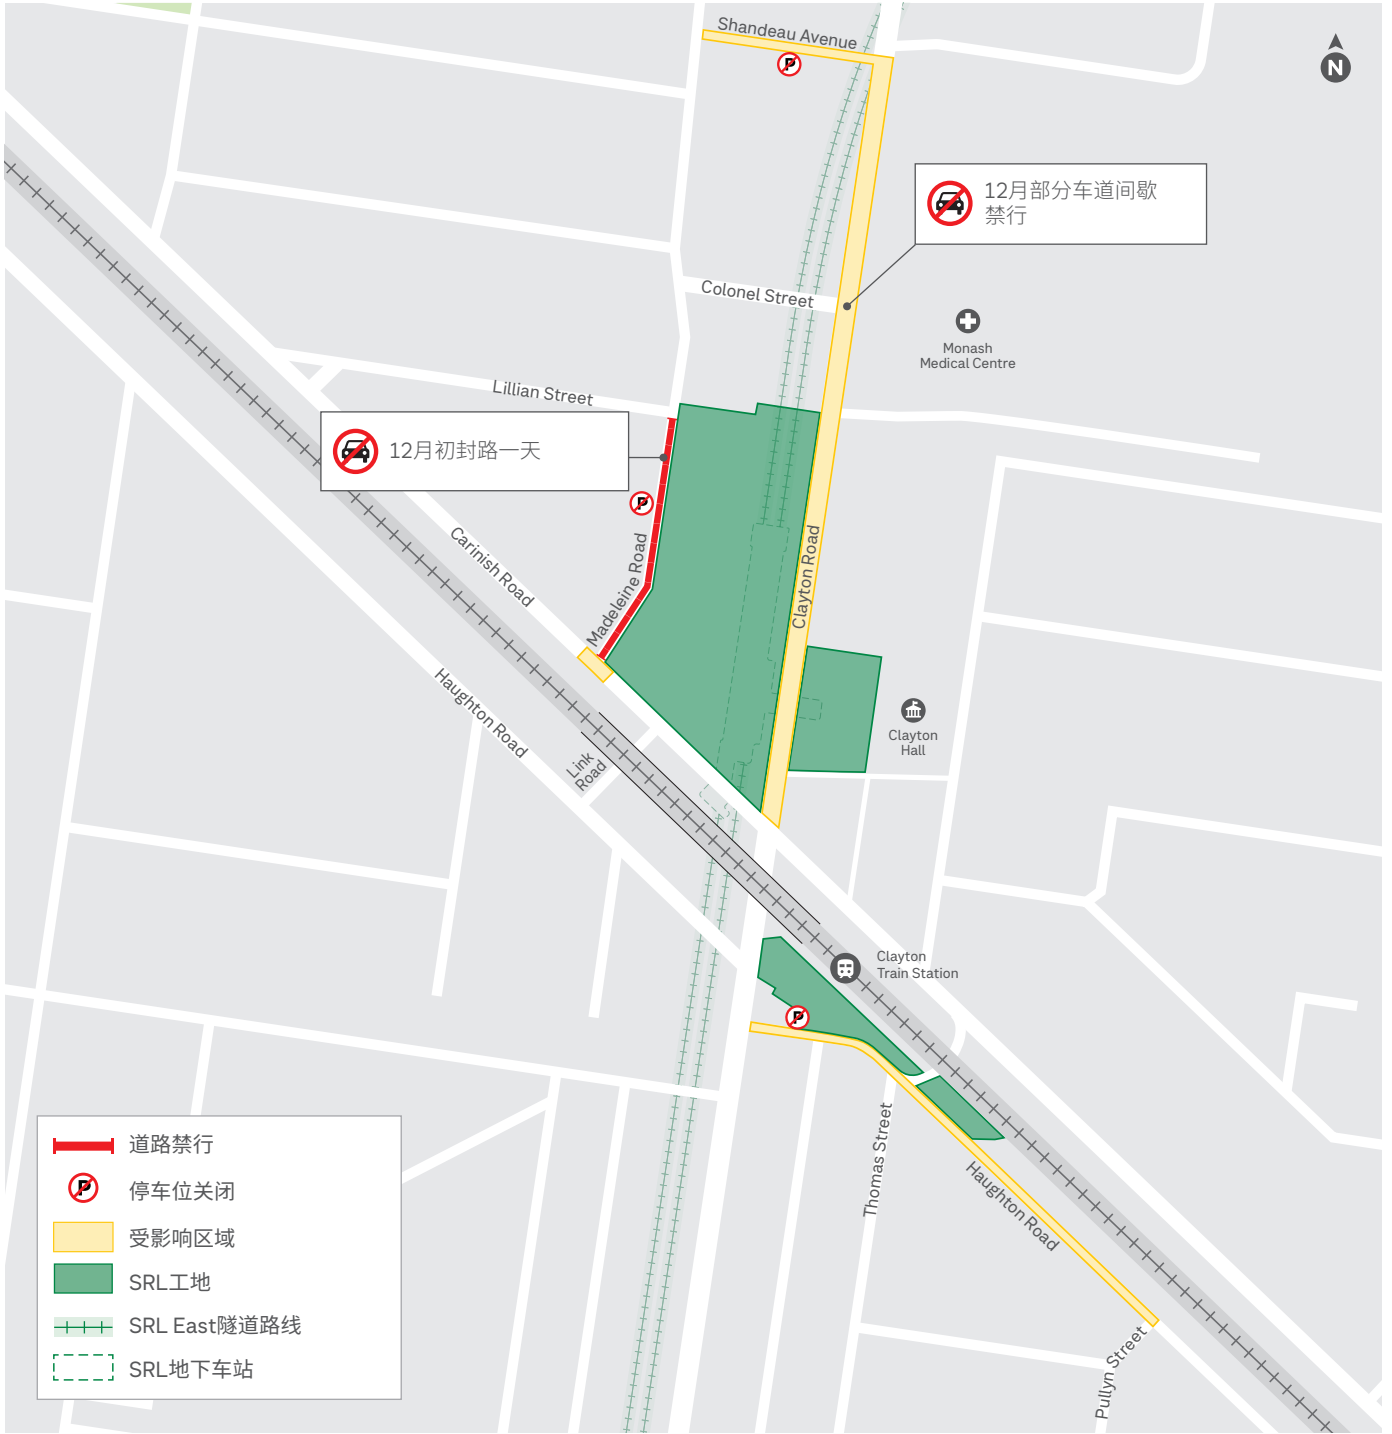 Shandeau Avenue
P
N
12月部分车道间歇
禁行
Colonel Street
Monash
Medical Centre
Lillian Street
12月初封路一天
P
Carinish Road
Madeleine Road
Clayton Road
Haughton Road
Link
Road
Clayton
Hall
Clayton
Train Station
P
Thomas Street
Haughton Road
Pullyn Street
道路禁行
P
停车位关闭
受影响区域
SRL工地
SRL East隧道路线
SRL地下车站